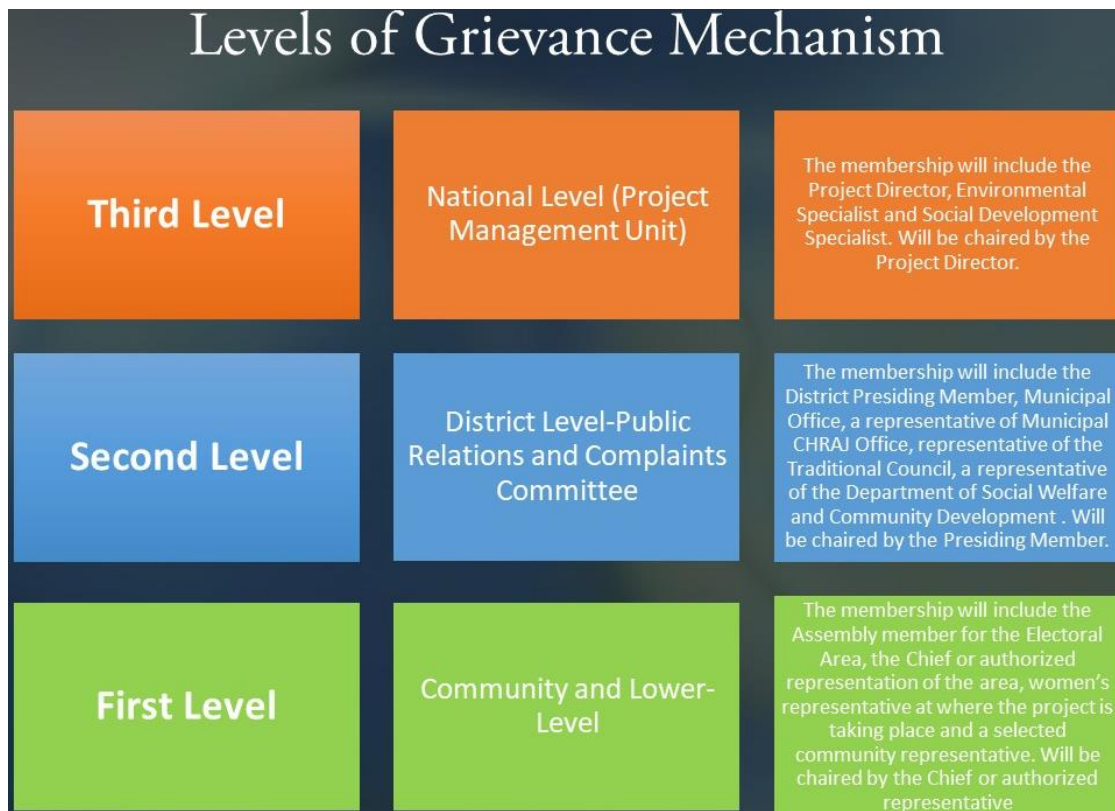 Levels of Grievance Mechanism
Third Level
National Level (Project
Management Unit)
The membership will include the
Project Director, Environmental
Specialist and Social Development
Specialist. Will be chaired by the
Project Director.
Second Level
District Level-Public
Relations and Complaints
Committee
The membership will include the
District Presiding Member, Municipal
Office, a representative of Municipal
CHRAJ Office, representative of the
Traditional Council, a representative
of the Department of Social Welfare
and Community Development . Will
be chaired by the Presiding Member.
First Level
Community and Lower-
Level
The membership will include the
Assembly member for the Electoral
Area, the Chief or authorized
representation of the area, women’s
representative at where the project is
taking place and a selected
community representative. Will be
chaired by the Chief or authorized
representative